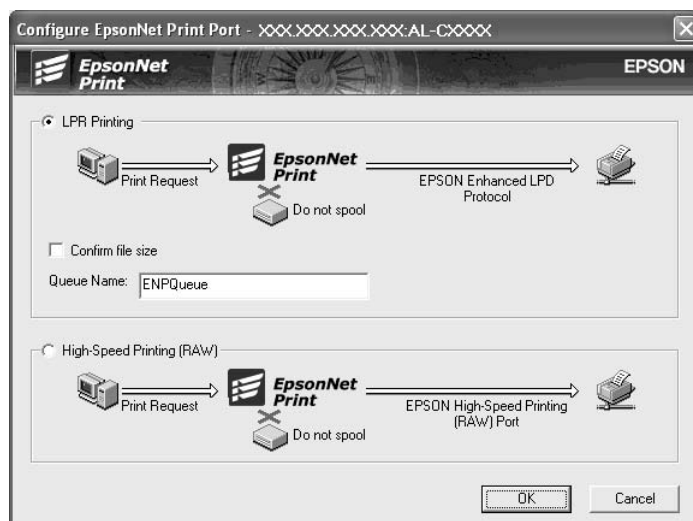 Configure EpsonNet Print Port - XXX.XXX.XXX.XXX:AL-CXXXX
EpsonNet
Print
EPSON
LPR Printing
Print Request
EpsonNet
Print
Do not spool
EPSON Enhanced LPD
Protocol
Confirm file size
Queue Name:
ENPQueue
High-Speed Printing (RAW)
Print Request
EpsonNet
Print
Do not spool
EPSON High-Speed Printing
(RAW) Port
OK
Cancel